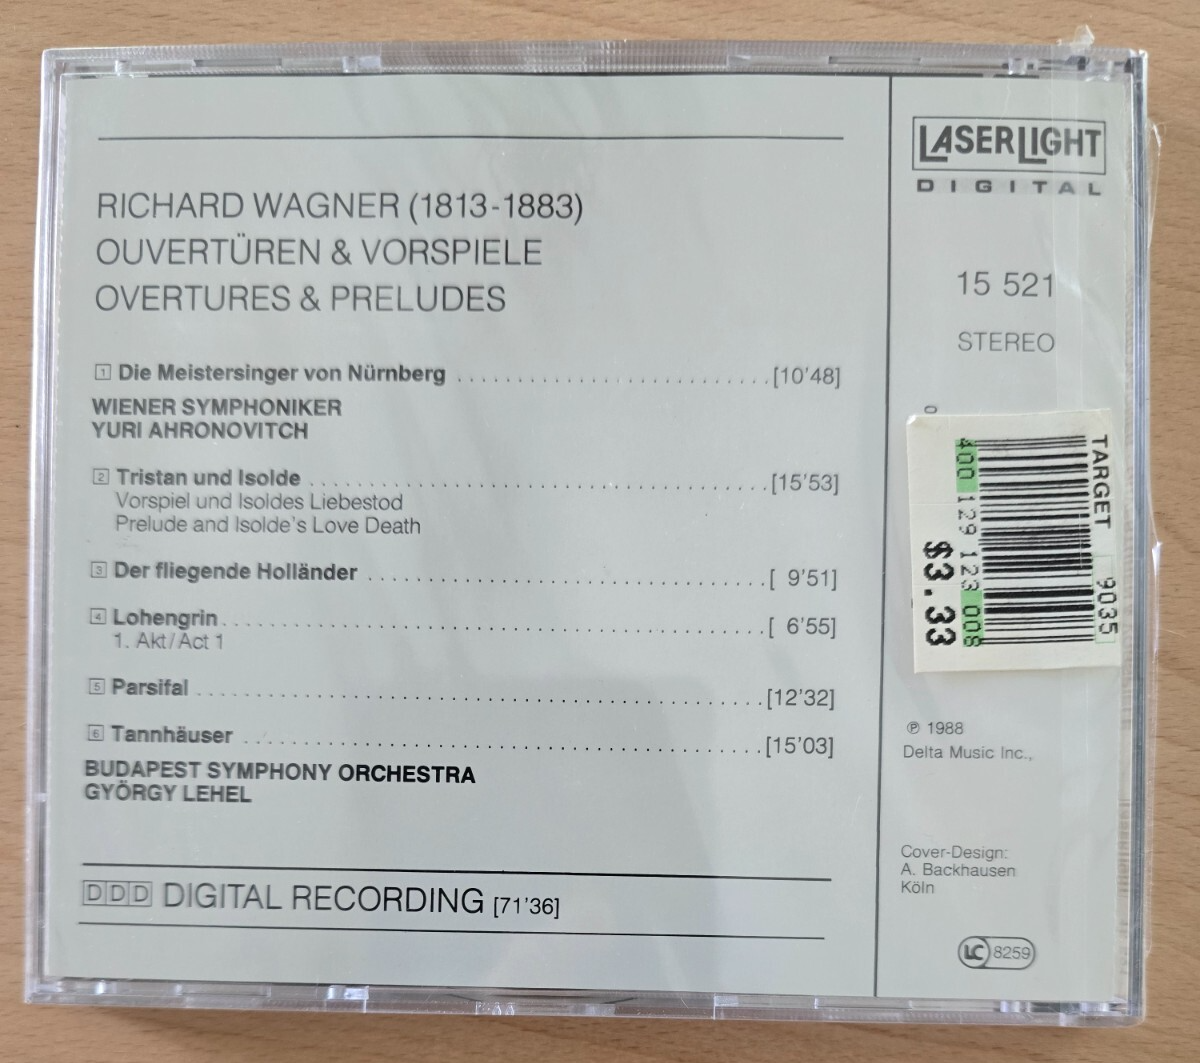 RICHARD WAGNER (1813-1883)
OUVERTÜREN & VORSPIELE
OVERTURES & PRELUDES
1 Die Meistersinger von Nürnberg ............................ [10'48]
WIENER SYMPHONIKER
YURI AHRONOVITCH
2 Tristan und Isolde ............................ [15'53]
Vorspiel und Isoldes Liebestod
Prelude and Isolde's Love Death
3 Der fliegende Holländer ............................ [ 9'51]
4 Lohengrin ............................ [ 6'55]
1. Akt/Act 1
5 Parsifal ............................ [12'32]
6 Tannhäuser ............................ [15'03]
BUDAPEST SYMPHONY ORCHESTRA
GYÖRGY LEHEL
DDD DIGITAL RECORDING [71'36]
LASERLIGHT
DIGITAL
15 521
STEREO
0
TARGET 9035
400 129 123 008
$3.33
℗ 1988
Delta Music Inc.,
Cover-Design:
A. Backhausen
Köln
LC 8259